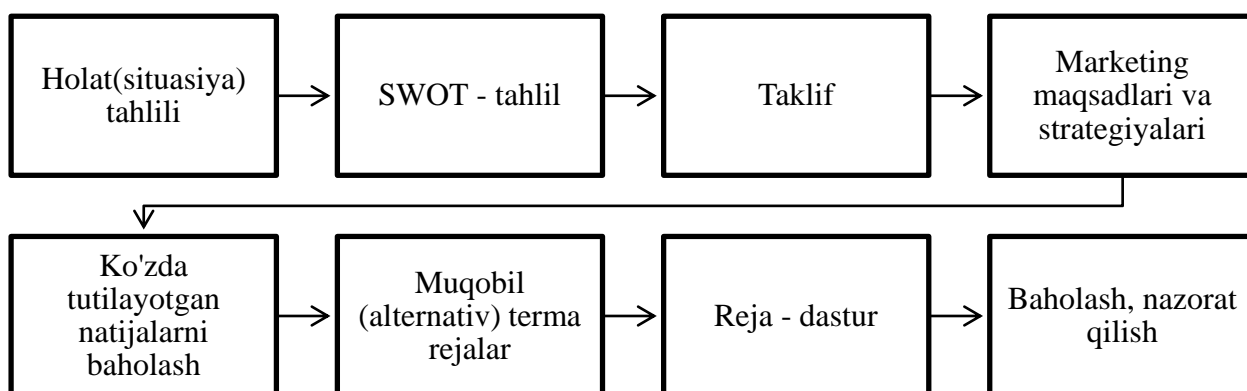 Holat(situasiya)
tahlili
SWOT - tahlil
Taklif
Marketing
maqsadlari va
strategiyalari
Ko'zda
tutilayotgan
natijalarni
baholash
Muqobil
(alternativ) terma
rejalar
Reja - dastur
Baholash, nazorat
qilish